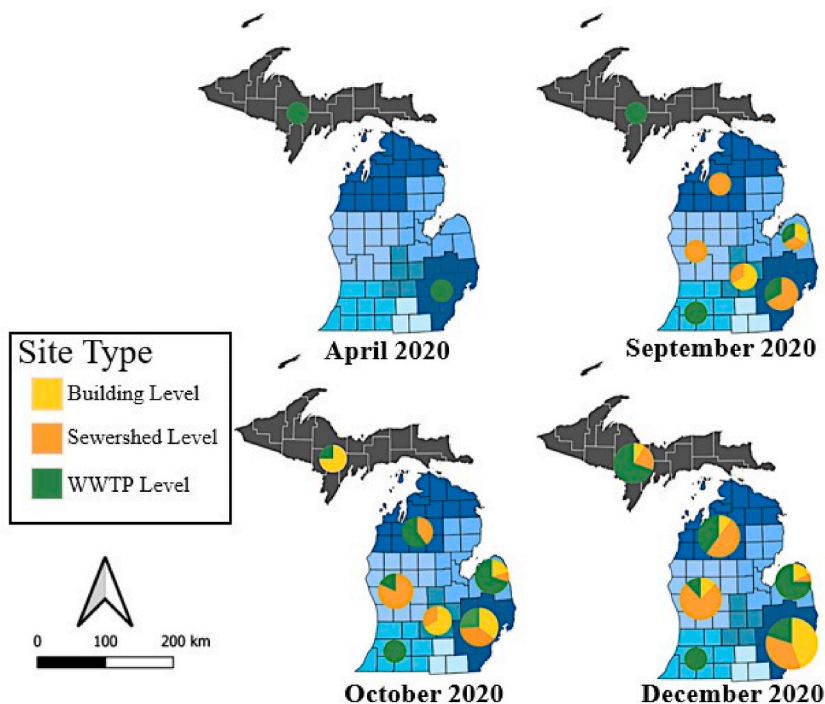 April 2020
September 2020
Site Type
Building Level
Sewershed Level
WWTP Level
0 100 200 km
October 2020
December 2020